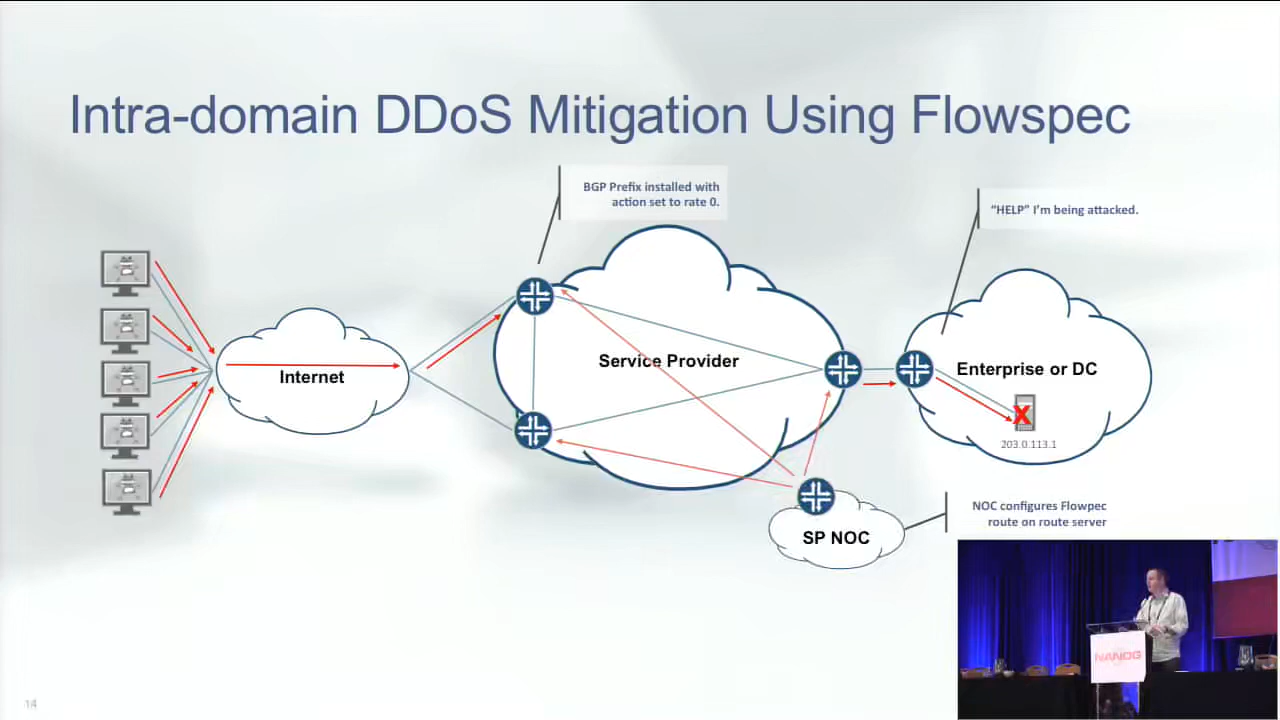 Intra-domain DDoS Mitigation Using Flowspec
BGP Prefix installed with
action set to rate 0.
“HELP” I’m being attacked.
Internet
Service Provider
Enterprise or DC
X
203.0.113.1
SP NOC
NOC configures Flowpec
route on route server
NANOG
14